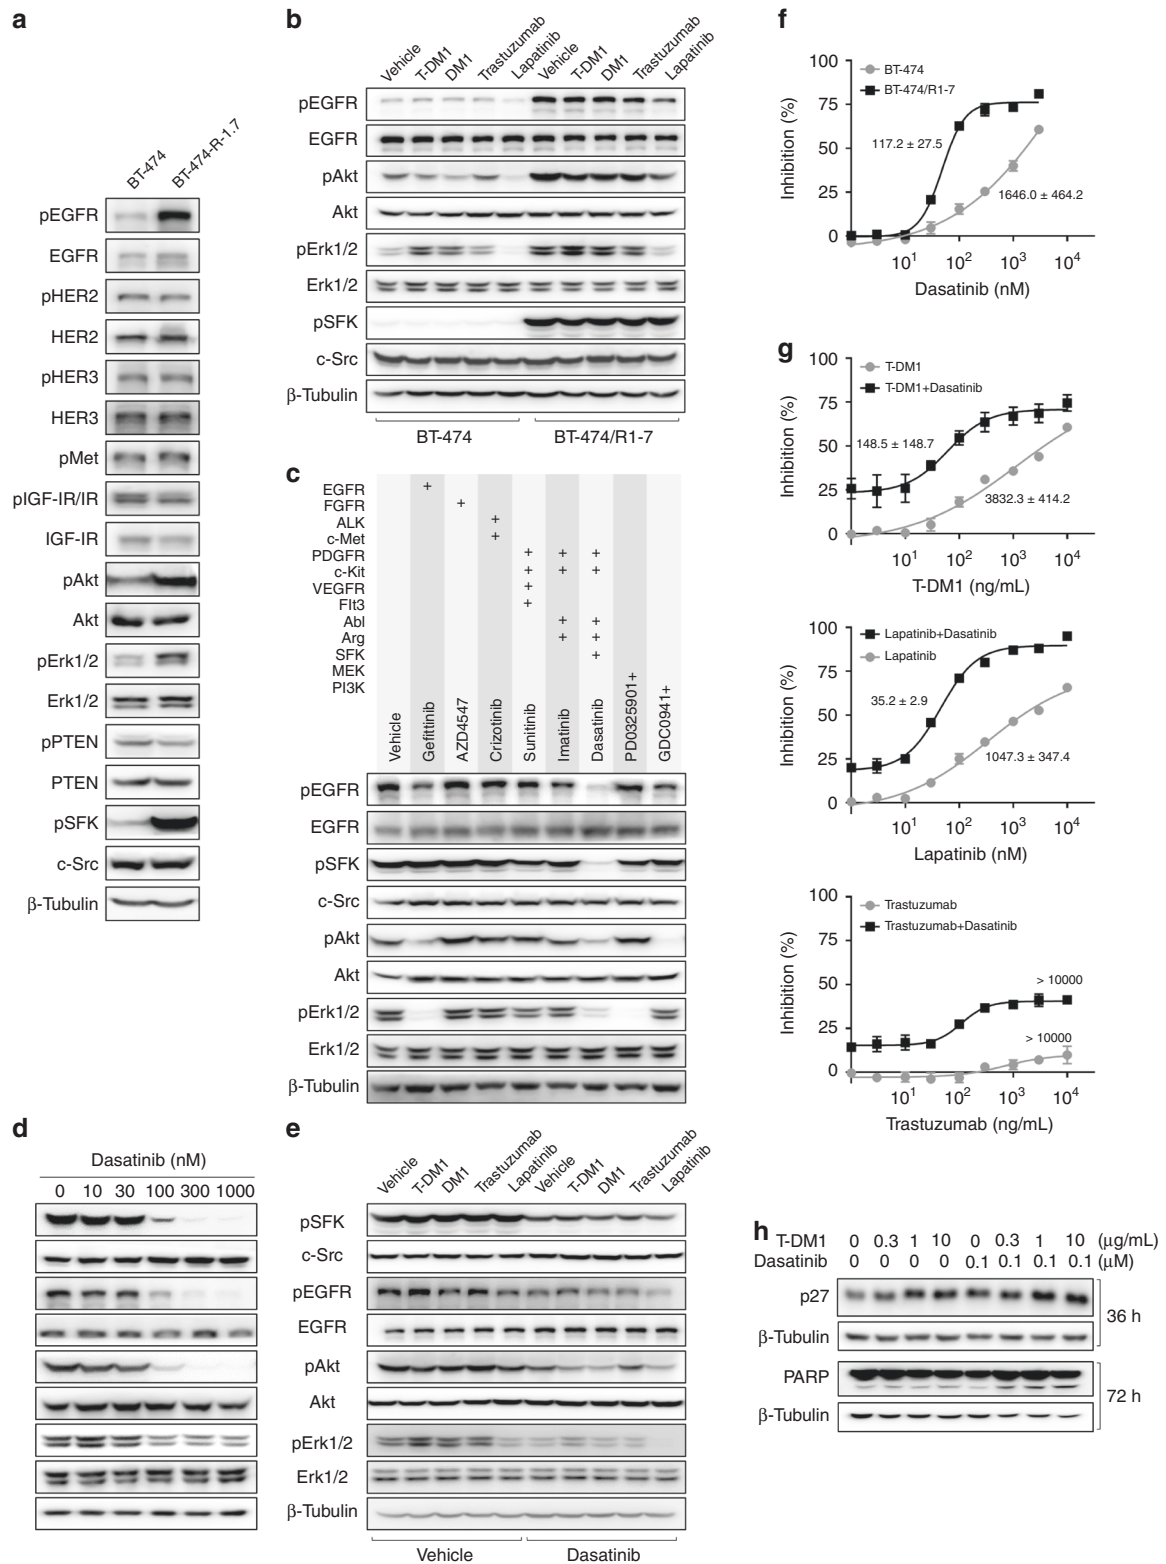 a
BT-474
BT-474-R-1.7
pEGFR
EGFR
pHER2
HER2
pHER3
HER3
pMet
pIGF-IR/IR
IGF-IR
pAkt
Akt
pErk1/2
Erk1/2
pPTEN
PTEN
pSFK
c-Src
β-Tubulin
b
Vehicle T-DM1 DM1 Trastuzumab Lapatinib Vehicle T-DM1 DM1 Trastuzumab Lapatinib
pEGFR
EGFR
pAkt
Akt
pErk1/2
Erk1/2
pSFK
c-Src
β-Tubulin
BT-474 BT-474/R1-7
c
EGFR +
FGFR +
ALK +
c-Met +
PDGFR + + +
c-Kit + + +
VEGFR +
Flt3 +
Abl + +
Arg + +
SFK +
MEK
PI3K
Vehicle Gefittinib AZD4547 Crizotinib Sunitinib Imatinib Dasatinib PD0325901+ GDC0941+
pEGFR
EGFR
pSFK
c-Src
pAkt
Akt
pErk1/2
Erk1/2
β-Tubulin
d
Dasatinib (nM)
0 10 30 100 300 1000
e
Vehicle T-DM1 DM1 Trastuzumab Lapatinib Vehicle T-DM1 DM1 Trastuzumab Lapatinib
pSFK
c-Src
pEGFR
EGFR
pAkt
Akt
pErk1/2
Erk1/2
β-Tubulin
Vehicle Dasatinib
f
BT-474
BT-474/R1-7
Inhibition (%)
100
75
50
25
0
117.2 ± 27.5
1646.0 ± 464.2
10¹ 10² 10³ 10⁴
Dasatinib (nM)
g
T-DM1
T-DM1+Dasatinib
Inhibition (%)
100
75
50
25
0
148.5 ± 148.7
3832.3 ± 414.2
10¹ 10² 10³ 10⁴
T-DM1 (ng/mL)
Lapatinib+Dasatinib
Lapatinib
Inhibition (%)
100
75
50
25
0
35.2 ± 2.9
1047.3 ± 347.4
10¹ 10² 10³ 10⁴
Lapatinib (nM)
Trastuzumab
Trastuzumab+Dasatinib
Inhibition (%)
100
75
50
25
0
> 10000
> 10000
10¹ 10² 10³ 10⁴
Trastuzumab (ng/mL)
h
T-DM1 0 0.3 1 10 0 0.3 1 10 (μg/mL)
Dasatinib 0 0 0 0 0.1 0.1 0.1 0.1 (μM)
p27
β-Tubulin
36 h
PARP
β-Tubulin
72 h